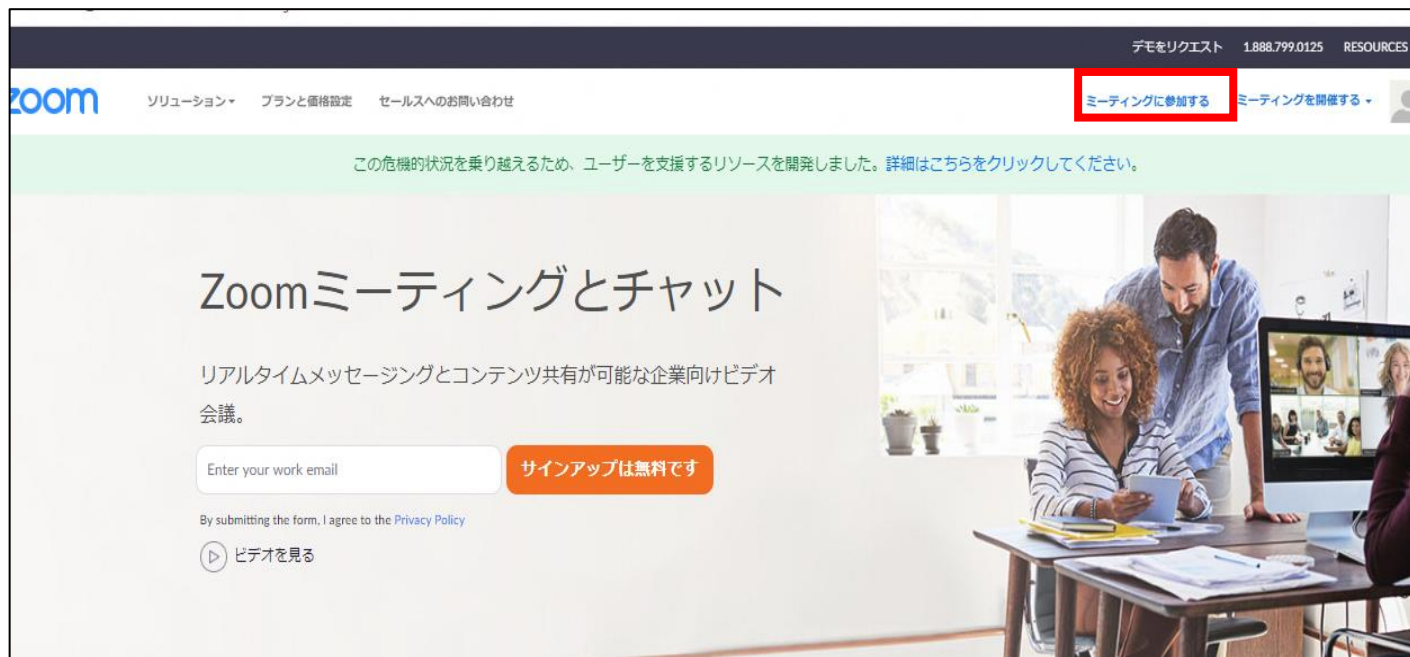 デモをリクエスト 1.888.799.0125 RESOURCES
zoom ソリューション プランと価格設定 セールスへのお問い合わせ ミーティングに参加する ミーティングを開催する
この危機的状況を乗り越えるため、ユーザーを支援するリソースを開発しました。詳細はこちらをクリックしてください。
Zoomミーティングとチャット
リアルタイムメッセージングとコンテンツ共有が可能な企業向けビデオ
会議。
Enter your work email サインアップは無料です
By submitting the form, I agree to the Privacy Policy
ビデオを見る